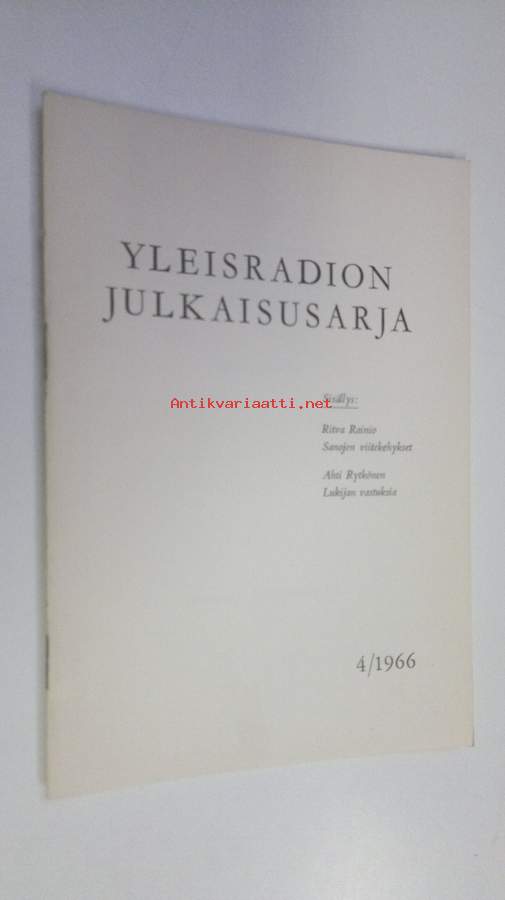 YLEISRADION
JULKAISUSARJA
Sisällys:
Antikvariaatti.net
Ritva Rainio
Sanojen viitekehykset
Ahti Rytkönen
Lukijan vastuksia
4/1966